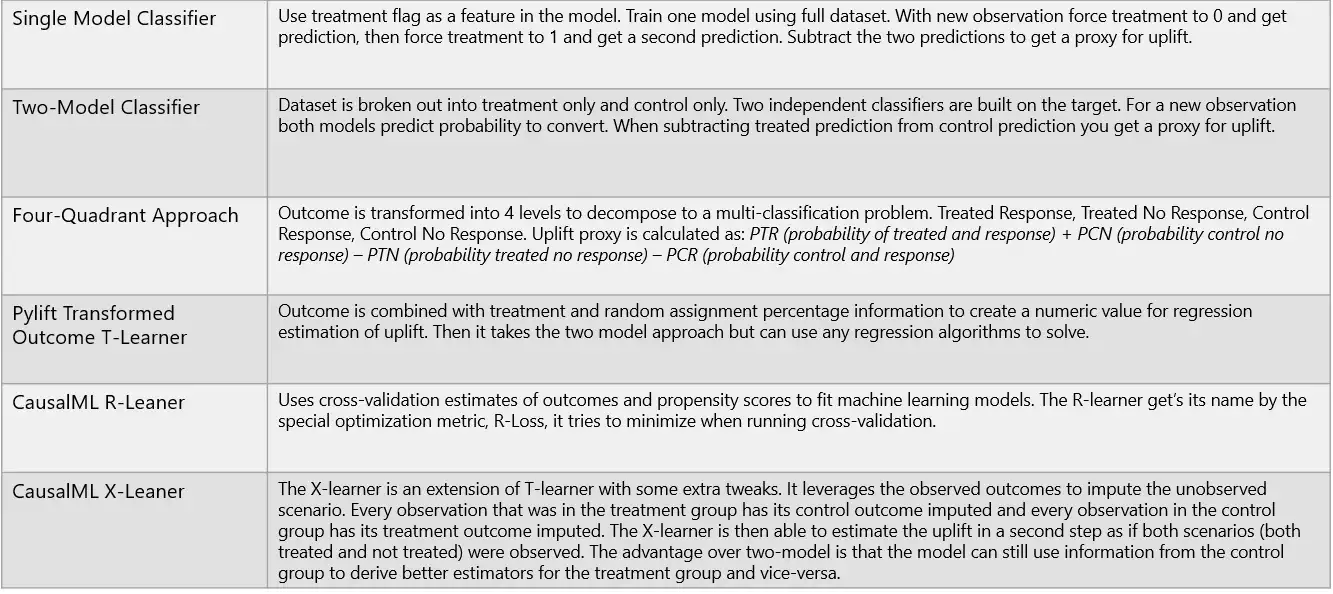 Single Model Classifier
Use treatment flag as a feature in the model. Train one model using full dataset. With new observation force treatment to 0 and get
prediction, then force treatment to 1 and get a second prediction. Subtract the two predictions to get a proxy for uplift.
Two-Model Classifier
Dataset is broken out into treatment only and control only. Two independent classifiers are built on the target. For a new observation
both models predict probability to convert. When subtracting treated prediction from control prediction you get a proxy for uplift.
Four-Quadrant Approach
Outcome is transformed into 4 levels to decompose to a multi-classification problem. Treated Response, Treated No Response, Control
Response, Control No Response. Uplift proxy is calculated as: PTR (probability of treated and response) + PCN (probability control no
response) – PTN (probability treated no response) – PCR (probability control and response)
Pylift Transformed
Outcome T-Learner
Outcome is combined with treatment and random assignment percentage information to create a numeric value for regression
estimation of uplift. Then it takes the two model approach but can use any regression algorithms to solve.
CausalML R-Leaner
Uses cross-validation estimates of outcomes and propensity scores to fit machine learning models. The R-learner get's its name by the
special optimization metric, R-Loss, it tries to minimize when running cross-validation.
CausalML X-Leaner
The X-learner is an extension of T-learner with some extra tweaks. It leverages the observed outcomes to impute the unobserved
scenario. Every observation that was in the treatment group has its control outcome imputed and every observation in the control
group has its treatment outcome imputed. The X-learner is then able to estimate the uplift in a second step as if both scenarios (both
treated and not treated) were observed. The advantage over two-model is that the model can still use information from the control
group to derive better estimators for the treatment group and vice-versa.